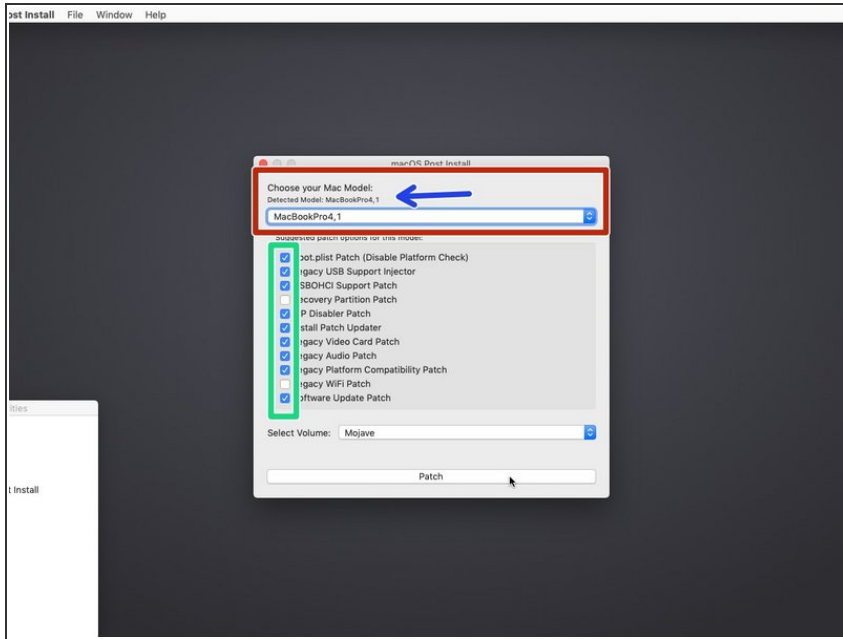 ost Install File Window Help
macOS Post Install
Choose your Mac Model:
Detected Model: MacBookPro4,1
MacBookPro4,1
Suggested patch options for this model:
oot.plist Patch (Disable Platform Check)
egacy USB Support Injector
SBOHCI Support Patch
ecovery Partition Patch
P Disabler Patch
stall Patch Updater
egacy Video Card Patch
egacy Audio Patch
egacy Platform Compatibility Patch
egacy WiFi Patch
oftware Update Patch
Select Volume: Mojave
Patch
ities
t Install